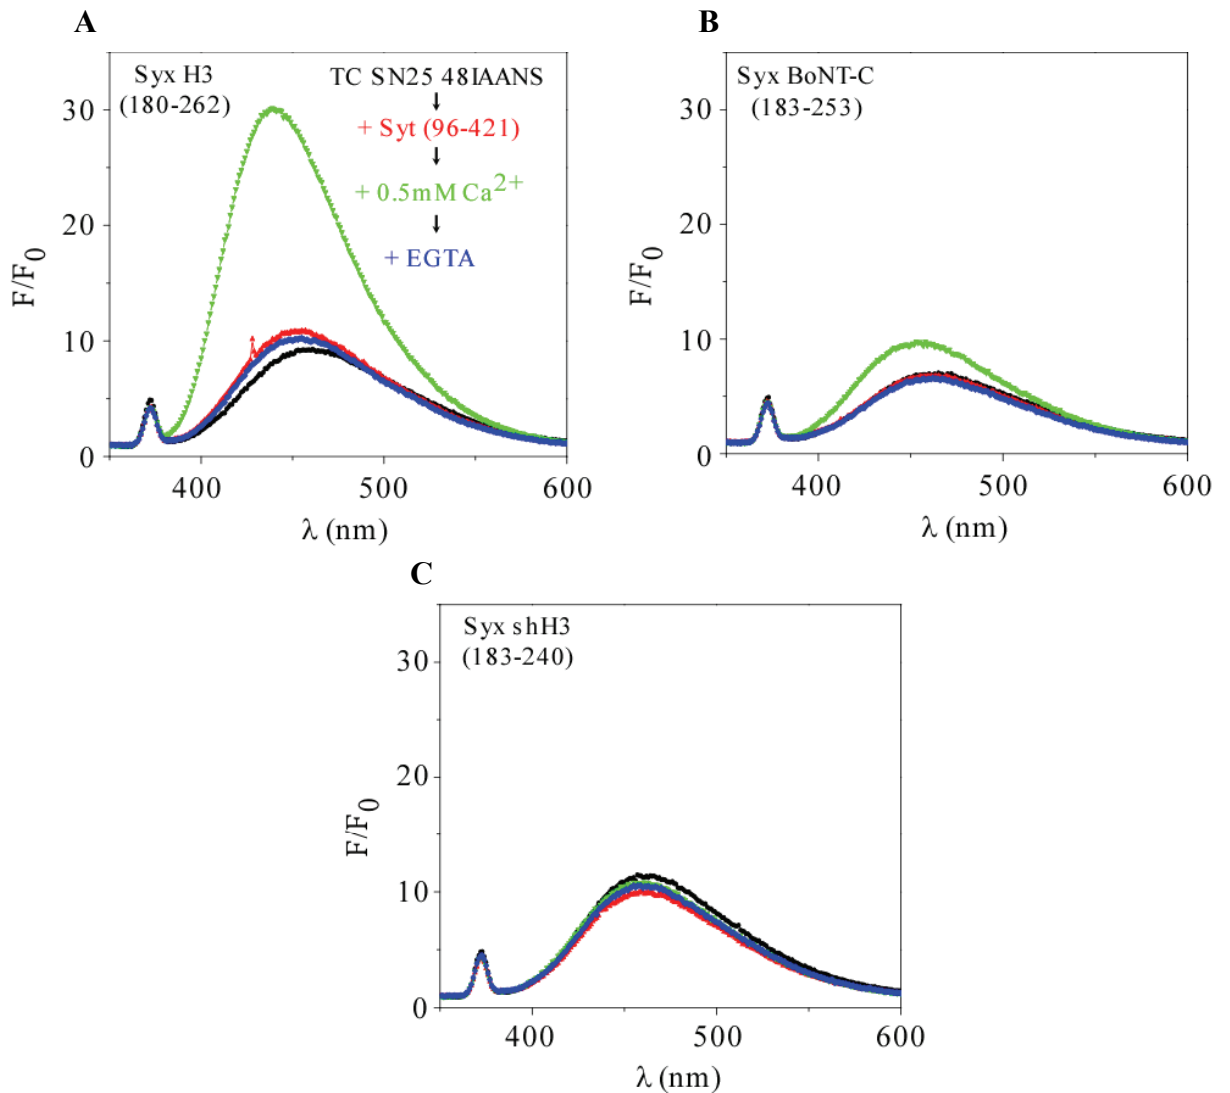 A
Syx H3
(180-262)
TC SN25 48IAANS
+ Syt (96-421)
+ 0.5mM Ca2+
+ EGTA
30
20
10
0
F/F0
400 500 600
λ (nm)
B
Syx BoNT-C
(183-253)
30
20
10
0
F/F0
400 500 600
λ (nm)
C
Syx shH3
(183-240)
30
20
10
0
F/F0
400 500 600
λ (nm)